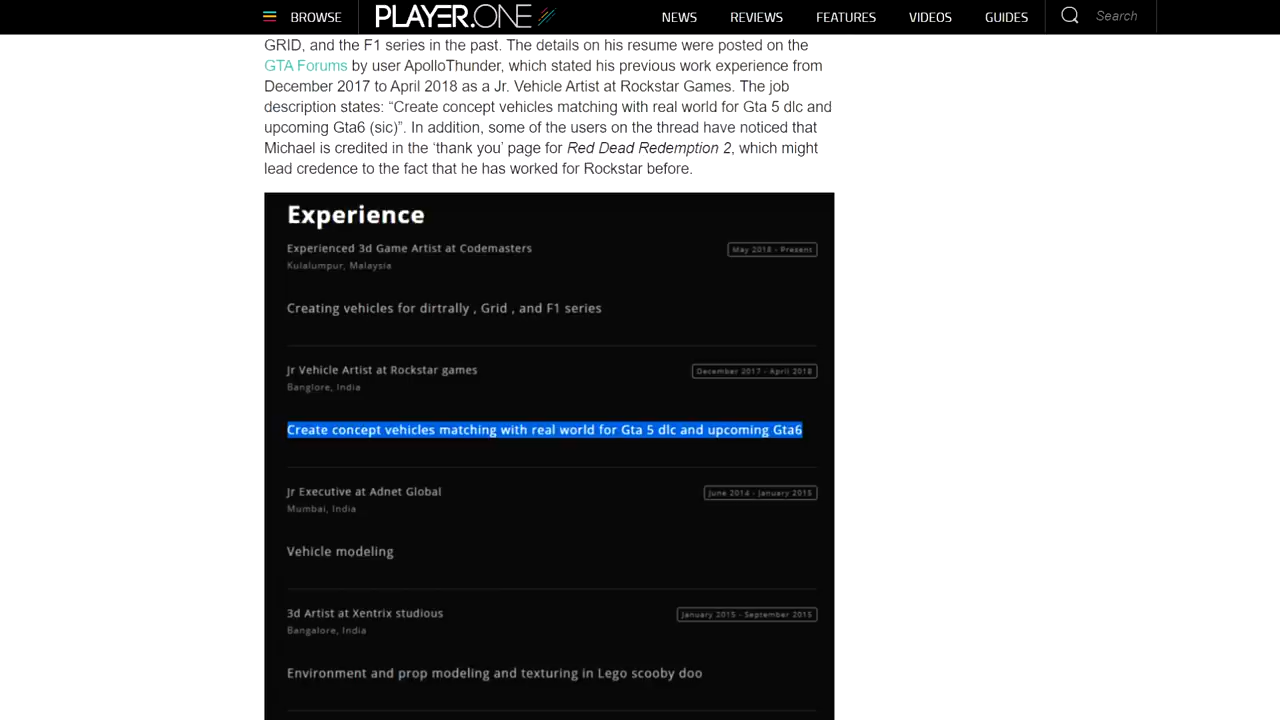 BROWSE
PLAYER.ONE
NEWS
REVIEWS
FEATURES
VIDEOS
GUIDES
Search
GRID, and the F1 series in the past. The details on his resume were posted on the
GTA Forums by user ApolloThunder, which stated his previous work experience from
December 2017 to April 2018 as a Jr. Vehicle Artist at Rockstar Games. The job
description states: “Create concept vehicles matching with real world for Gta 5 dlc and
upcoming Gta6 (sic)”. In addition, some of the users on the thread have noticed that
Michael is credited in the ‘thank you’ page for Red Dead Redemption 2, which might
lead credence to the fact that he has worked for Rockstar before.
Experience
Experienced 3d Game Artist at Codemasters
May 2018 - Present
Kulalumpur, Malaysia
Creating vehicles for dirtrally , Grid , and F1 series
Jr Vehicle Artist at Rockstar games
December 2017 - April 2018
Banglore, India
Create concept vehicles matching with real world for Gta 5 dlc and upcoming Gta6
Jr Executive at Adnet Global
June 2014 - January 2015
Mumbai, India
Vehicle modeling
3d Artist at Xentrix studious
January 2015 - September 2015
Bangalore, India
Environment and prop modeling and texturing in Lego scooby doo